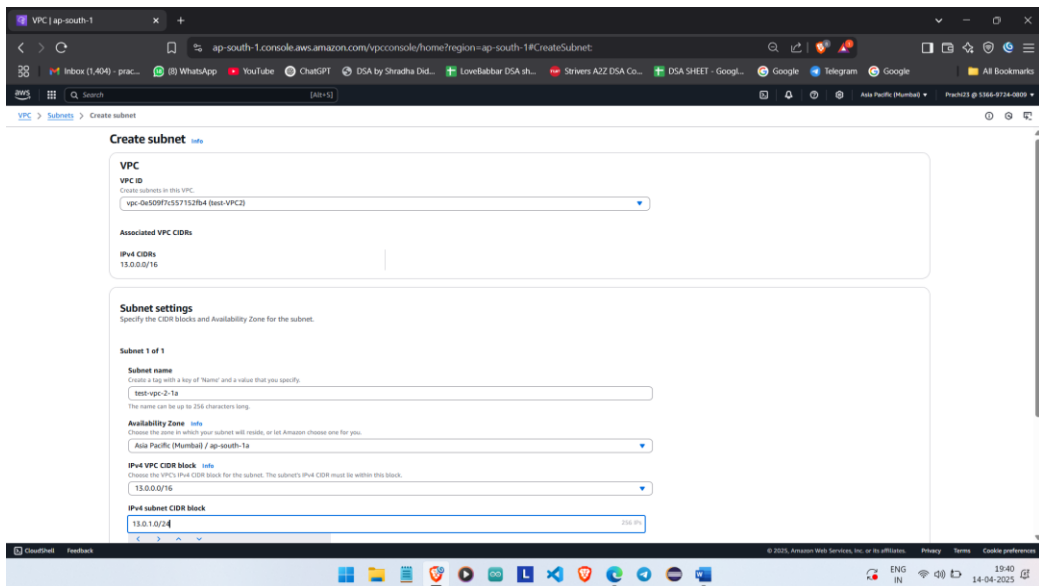 VPC | ap-south-1
ap-south-1.console.aws.amazon.com/vpcconsole/home?region=ap-south-1#CreateSubnet:
Inbox (1,404) - prac...
(8) WhatsApp
YouTube
ChatGPT
DSA by Shradha Did...
LoveBabbar DSA sh...
Strivers A2Z DSA Co...
DSA SHEET - Googl...
Google
Telegram
Google
All Bookmarks
aws
Search
[Alt+S]
Asia Pacific (Mumbai)
Prachi23 @ 5366-9724-0809
VPC > Subnets > Create subnet
Create subnet Info
VPC
VPC ID
Create subnets in this VPC.
vpc-0e509f7c557152fb4 (test-VPC2)
Associated VPC CIDRs
IPv4 CIDRs
13.0.0.0/16
Subnet settings
Specify the CIDR blocks and Availability Zone for the subnet.
Subnet 1 of 1
Subnet name
Create a tag with a key of 'Name' and a value that you specify.
test-vpc-2-1a
The name can be up to 256 characters long.
Availability Zone Info
Choose the zone in which your subnet will reside, or let Amazon choose one for you.
Asia Pacific (Mumbai) / ap-south-1a
IPv4 VPC CIDR block Info
Choose the VPC's IPv4 CIDR block for the subnet. The subnet's IPv4 CIDR must lie within this block.
13.0.0.0/16
IPv4 subnet CIDR block
13.0.1.0/24
256 IPs
CloudShell Feedback
© 2025, Amazon Web Services, Inc. or its affiliates. Privacy Terms Cookie preferences
ENG
IN
19:40
14-04-2025